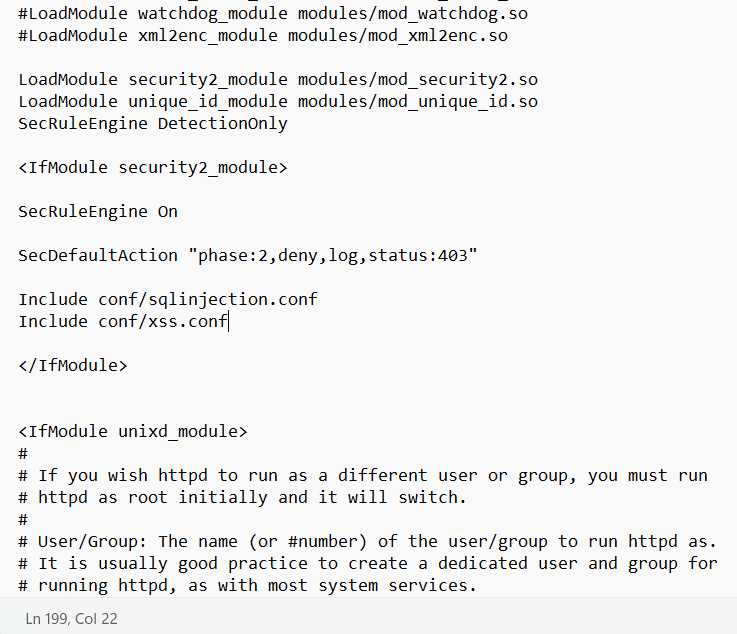 #LoadModule watchdog_module modules/mod_watchdog.so
#LoadModule xml2enc_module modules/mod_xml2enc.so
LoadModule security2_module modules/mod_security2.so
LoadModule unique_id_module modules/mod_unique_id.so
SecRuleEngine DetectionOnly
<IfModule security2_module>
SecRuleEngine On
SecDefaultAction "phase:2,deny,log,status:403"
Include conf/sqlinjection.conf
Include conf/xss.conf
</IfModule>
<IfModule unixd_module>
#
# If you wish httpd to run as a different user or group, you must run
# httpd as root initially and it will switch.
#
# User/Group: The name (or #number) of the user/group to run httpd as.
# It is usually good practice to create a dedicated user and group for
# running httpd, as with most system services.
Ln 199, Col 22